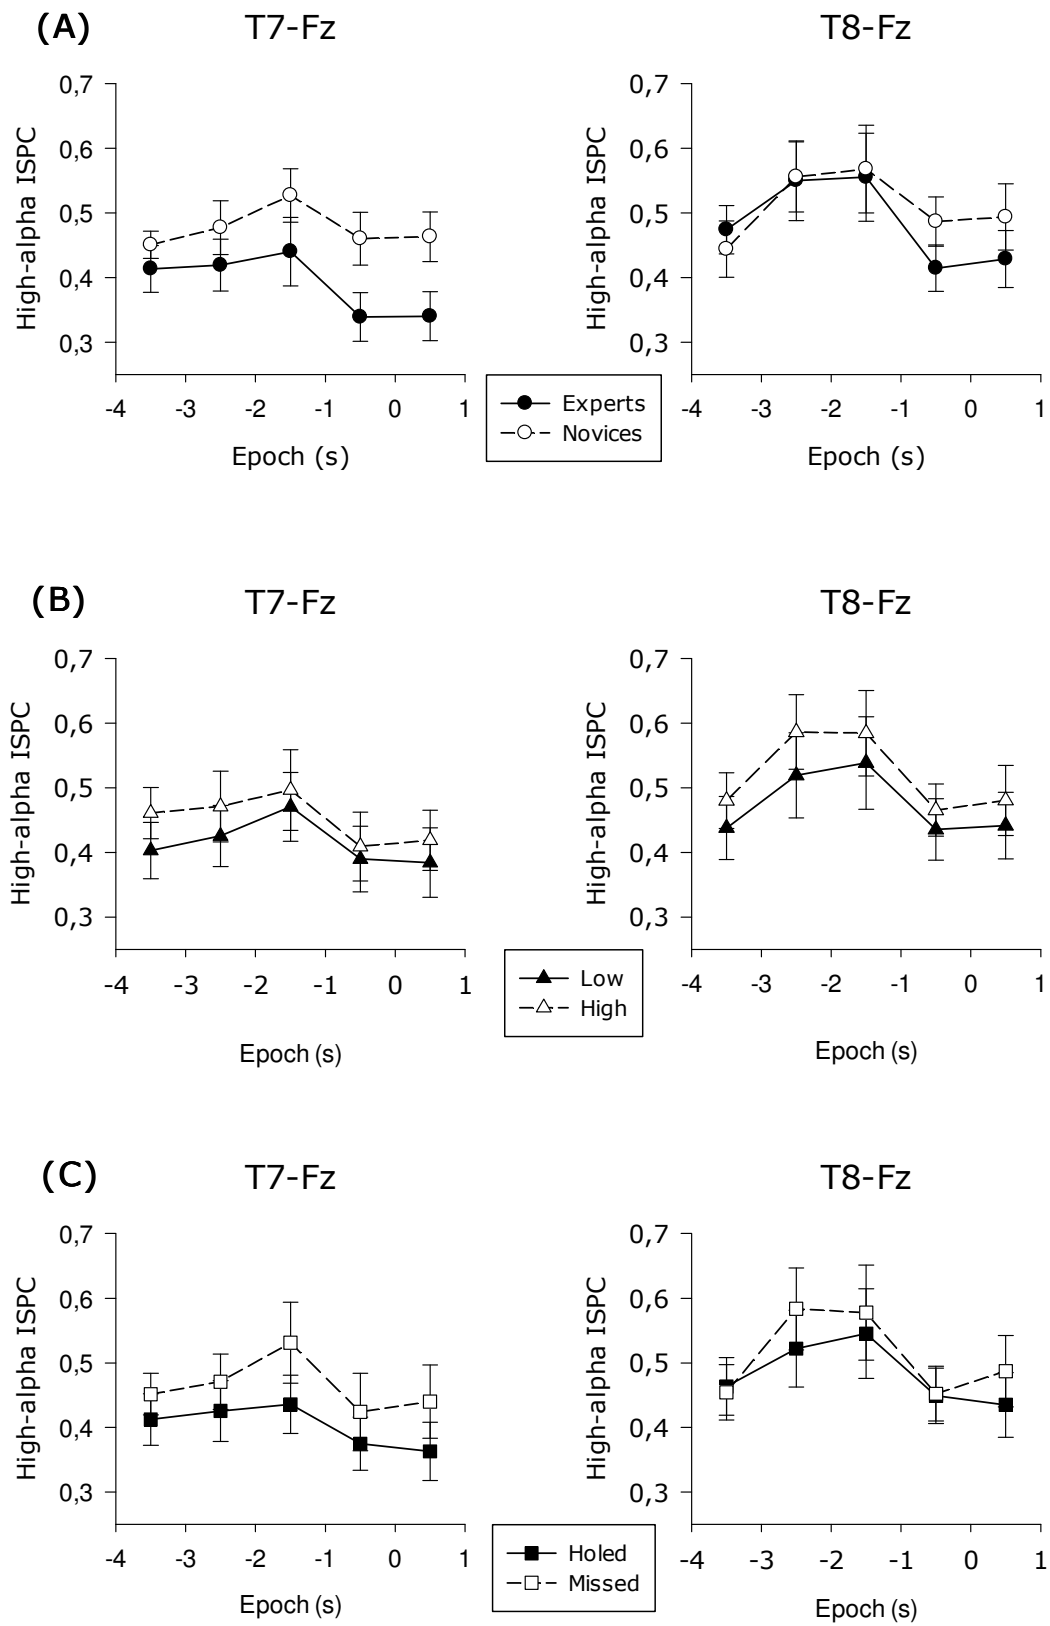 (A)
T7-Fz
T8-Fz
High-alpha ISPC
0,7
0,6
0,5
0,4
0,3
-4 -3 -2 -1 0 1
Epoch (s)
High-alpha ISPC
0,7
0,6
0,5
0,4
0,3
-4 -3 -2 -1 0 1
Epoch (s)
Experts
Novices
(B)
T7-Fz
T8-Fz
High-alpha ISPC
0,7
0,6
0,5
0,4
0,3
-4 -3 -2 -1 0 1
Epoch (s)
High-alpha ISPC
0,7
0,6
0,5
0,4
0,3
-4 -3 -2 -1 0 1
Epoch (s)
Low
High
(C)
T7-Fz
T8-Fz
High-alpha ISPC
0,7
0,6
0,5
0,4
0,3
-4 -3 -2 -1 0 1
Epoch (s)
High-alpha ISPC
0,7
0,6
0,5
0,4
0,3
-4 -3 -2 -1 0 1
Epoch (s)
Holed
Missed